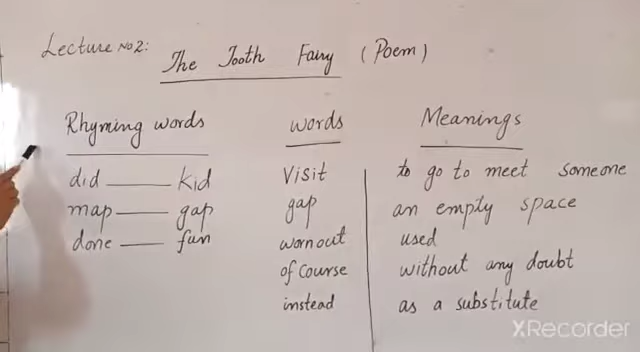 Lecture No 2:
The Tooth Fairy (Poem)
Rhyming words words Meanings
did —— kid Visit to go to meet someone
map —— gap gap an empty space
done —— fun worn out used
of course without any doubt
instead as a substitute
XRecorder